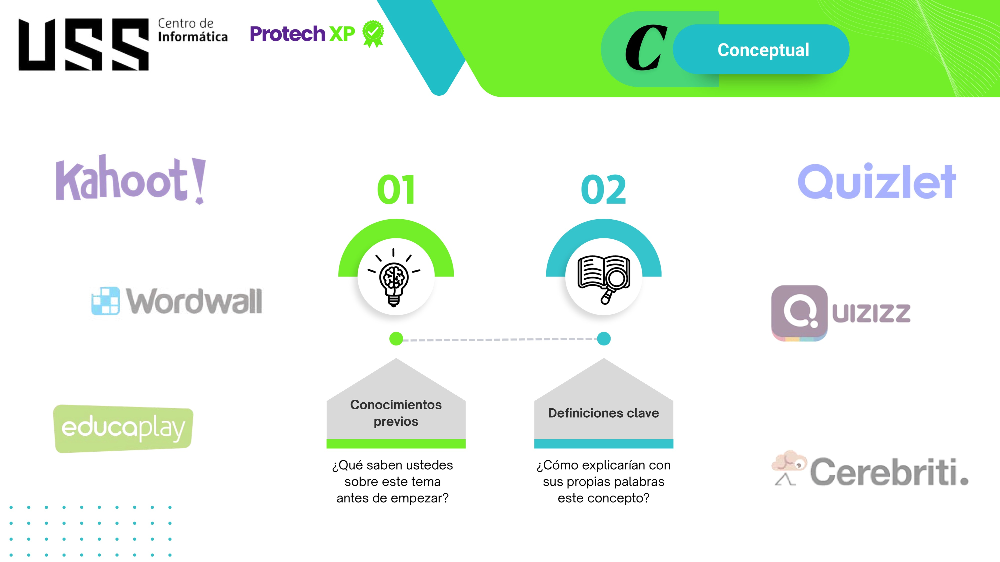 USS
Centro de
Informática
Protech XP
C
Conceptual
Kahoot!
Quizlet
01
02
Wordwall
QUIZIZZ
educaplay
Conocimientos
previos
Definiciones clave
¿Qué saben ustedes
sobre este tema
antes de empezar?
¿Cómo explicarían con
sus propias palabras
este concepto?
Cerebriti.